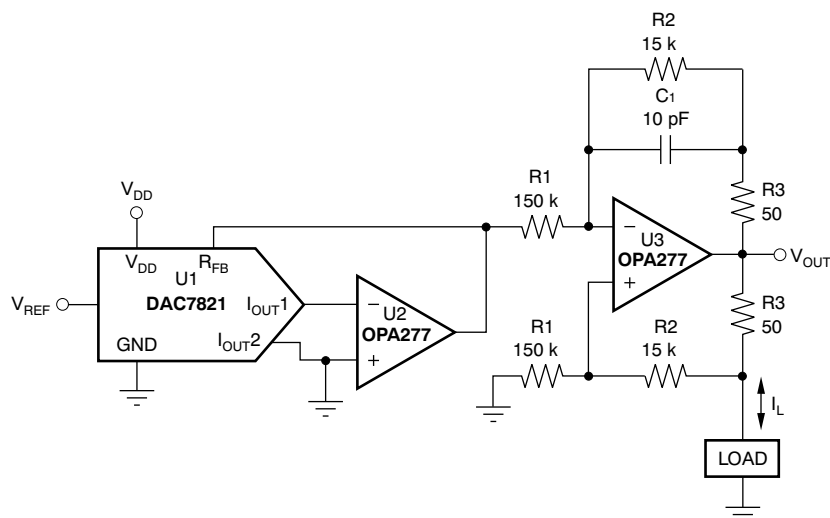 R2
15 k
C1
10 pF
R1
150 k
R3
50
VDD
VDD
RFB
U1
DAC7821
IOUT1
IOUT2
GND
VREF
−
U2
OPA277
+
−
U3
OPA277
+
VOUT
R3
50
R1
150 k
R2
15 k
IL
LOAD